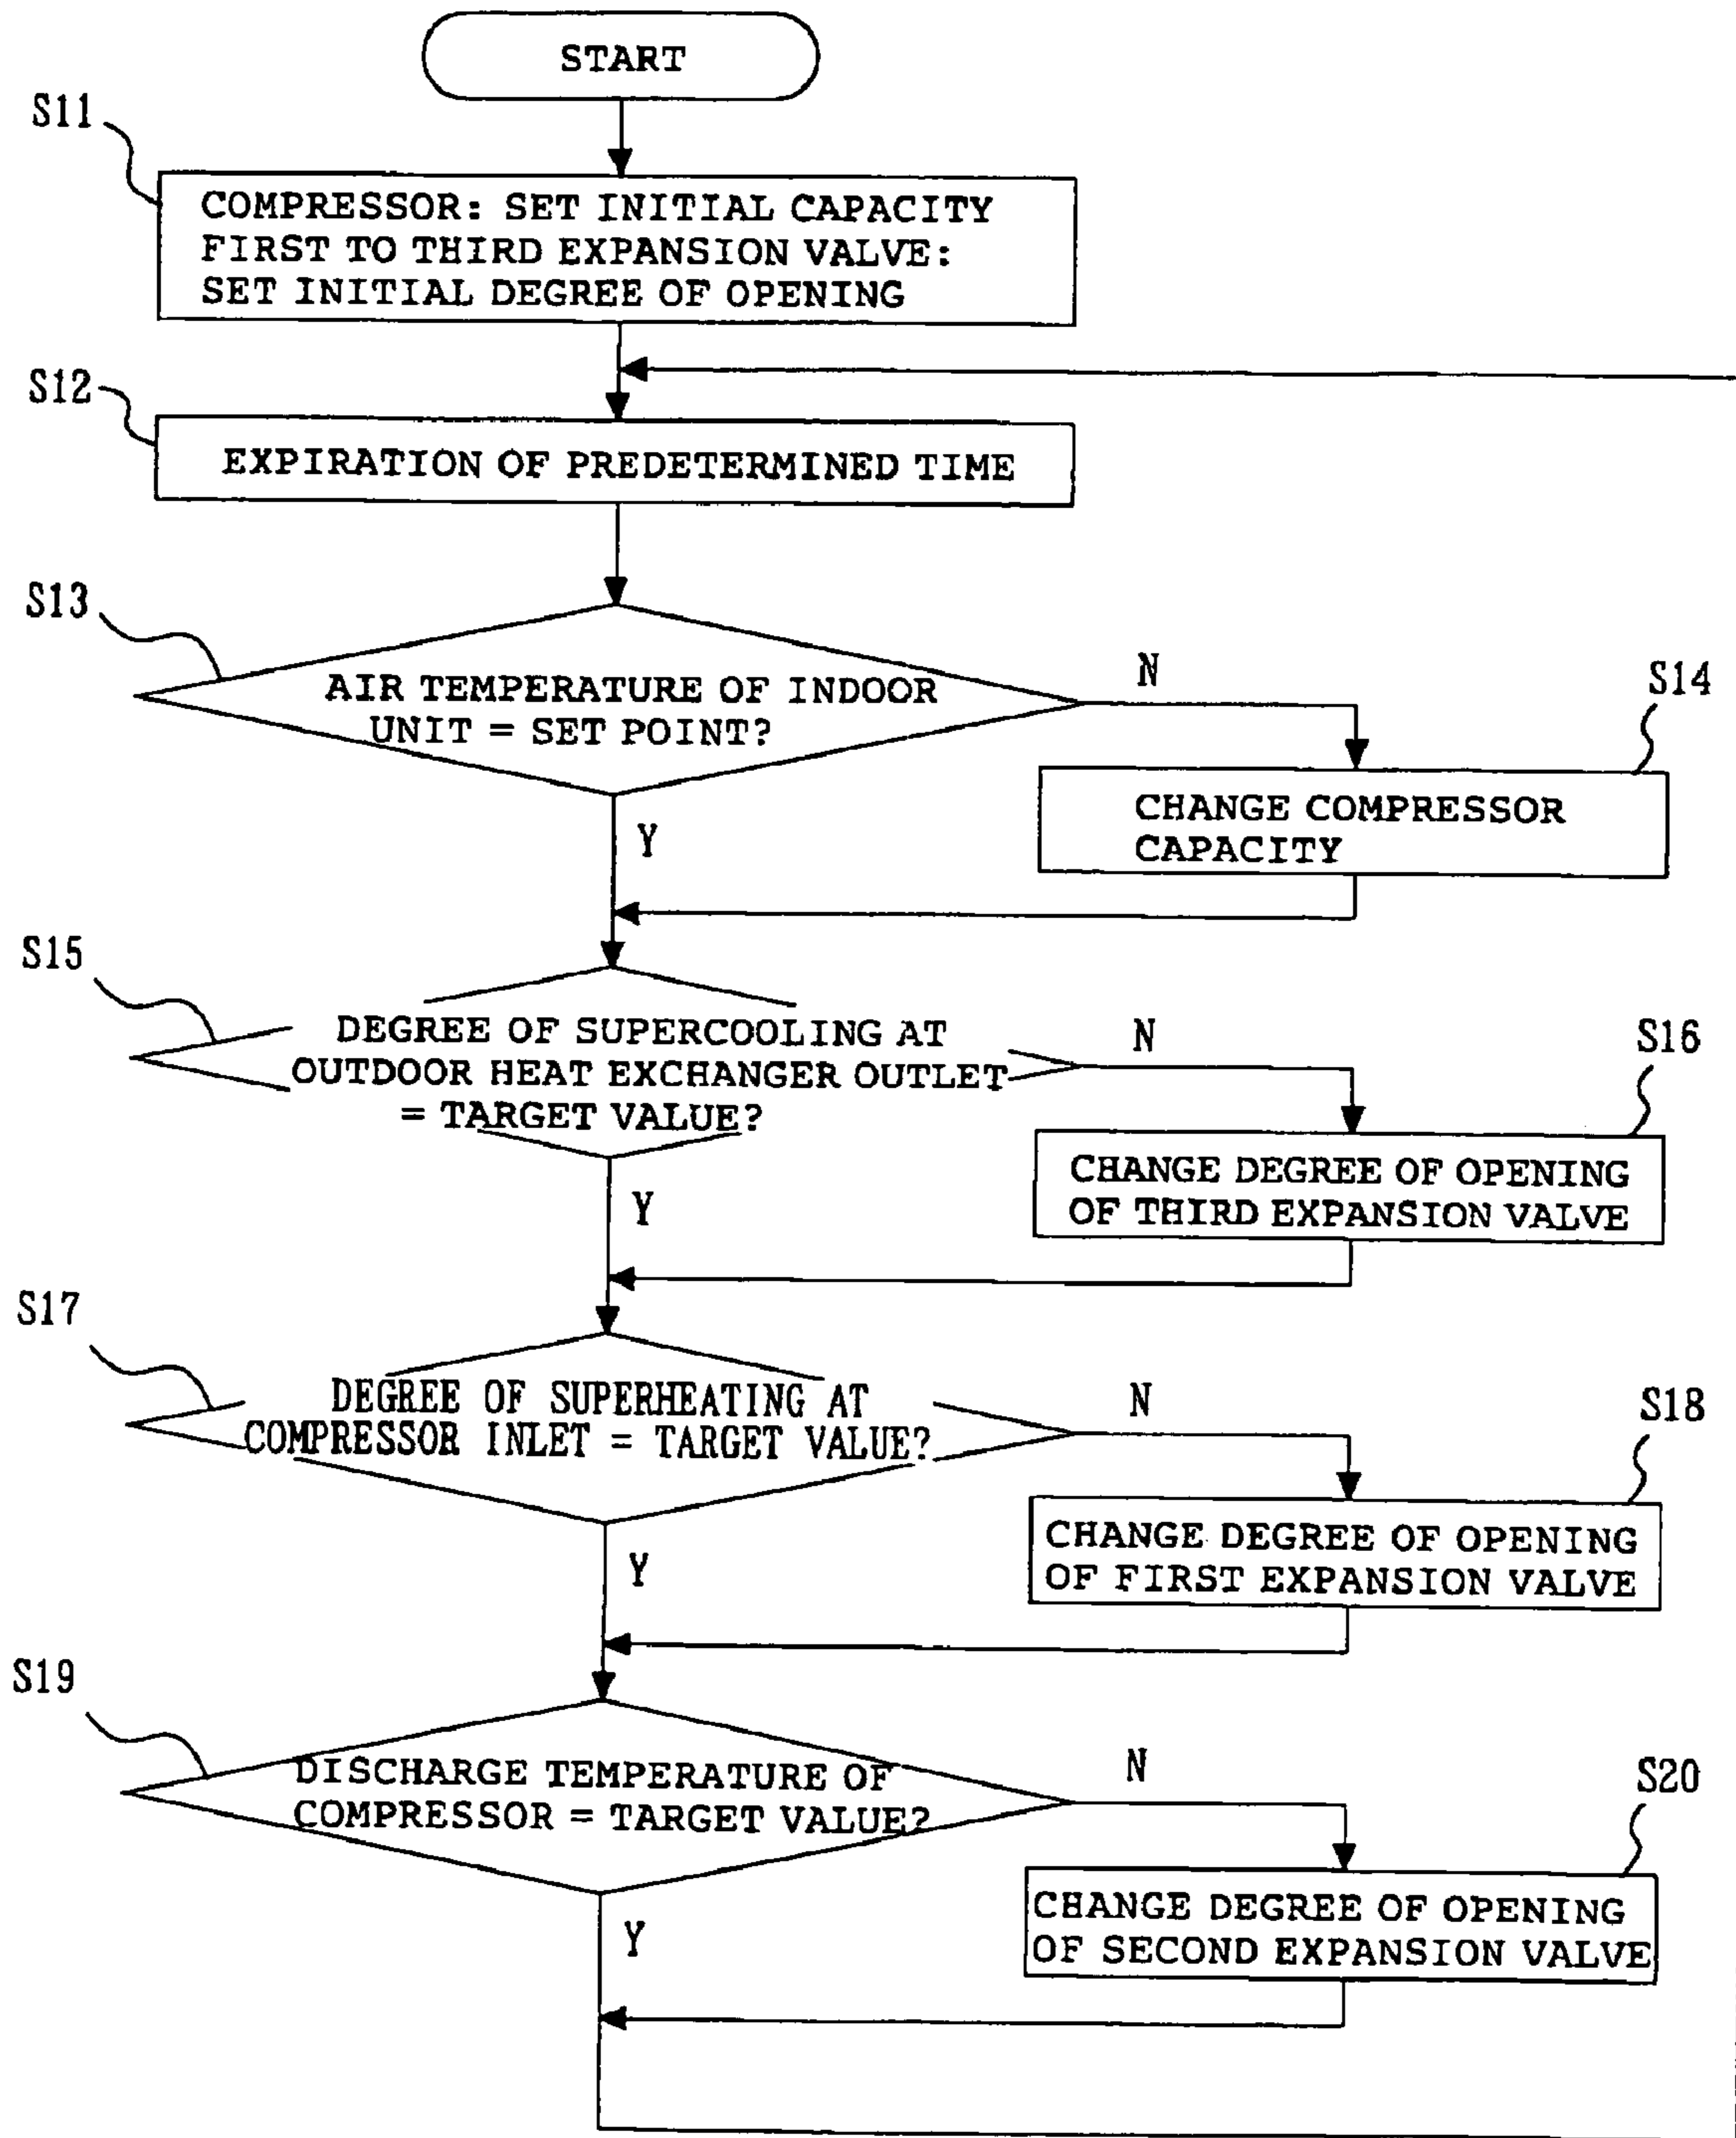 START
S11
COMPRESSOR: SET INITIAL CAPACITY
FIRST TO THIRD EXPANSION VALVE:
SET INITIAL DEGREE OF OPENING
S12
EXPIRATION OF PREDETERMINED TIME
S13
AIR TEMPERATURE OF INDOOR
UNIT = SET POINT?
N
S14
CHANGE COMPRESSOR
CAPACITY
Y
S15
DEGREE OF SUPERCOOLING AT
OUTDOOR HEAT EXCHANGER OUTLET
= TARGET VALUE?
N
S16
CHANGE DEGREE OF OPENING
OF THIRD EXPANSION VALVE
Y
S17
DEGREE OF SUPERHEATING AT
COMPRESSOR INLET = TARGET VALUE?
N
S18
CHANGE DEGREE OF OPENING
OF FIRST EXPANSION VALVE
Y
S19
DISCHARGE TEMPERATURE OF
COMPRESSOR = TARGET VALUE?
N
S20
CHANGE DEGREE OF OPENING
OF SECOND EXPANSION VALVE
Y